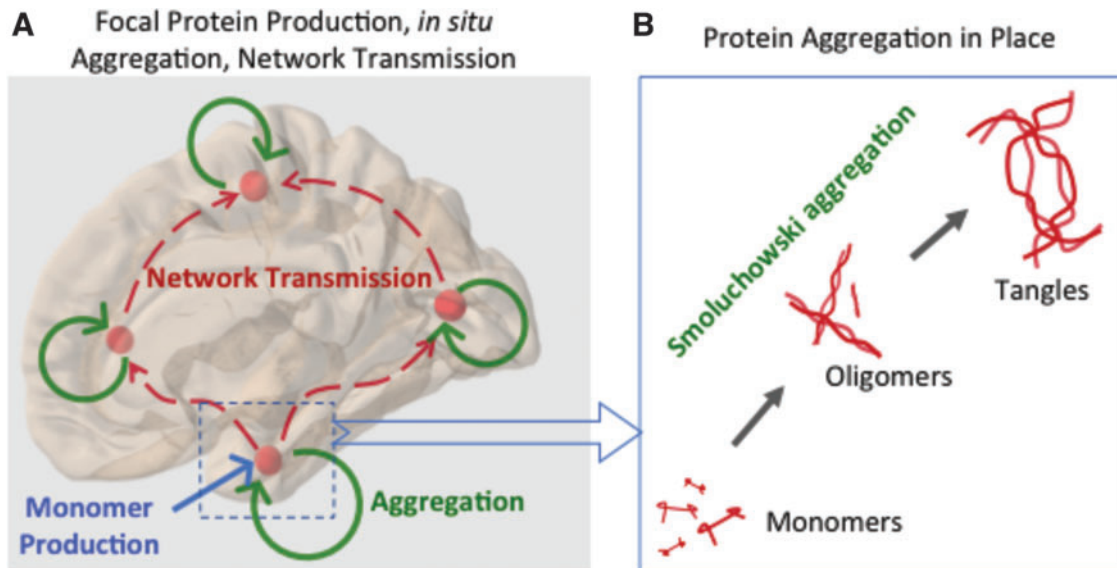 A
Focal Protein Production, in situ
Aggregation, Network Transmission
Network Transmission
Monomer
Production
Aggregation
B
Protein Aggregation in Place
Smoluchowski aggregation
Tangles
Oligomers
Monomers